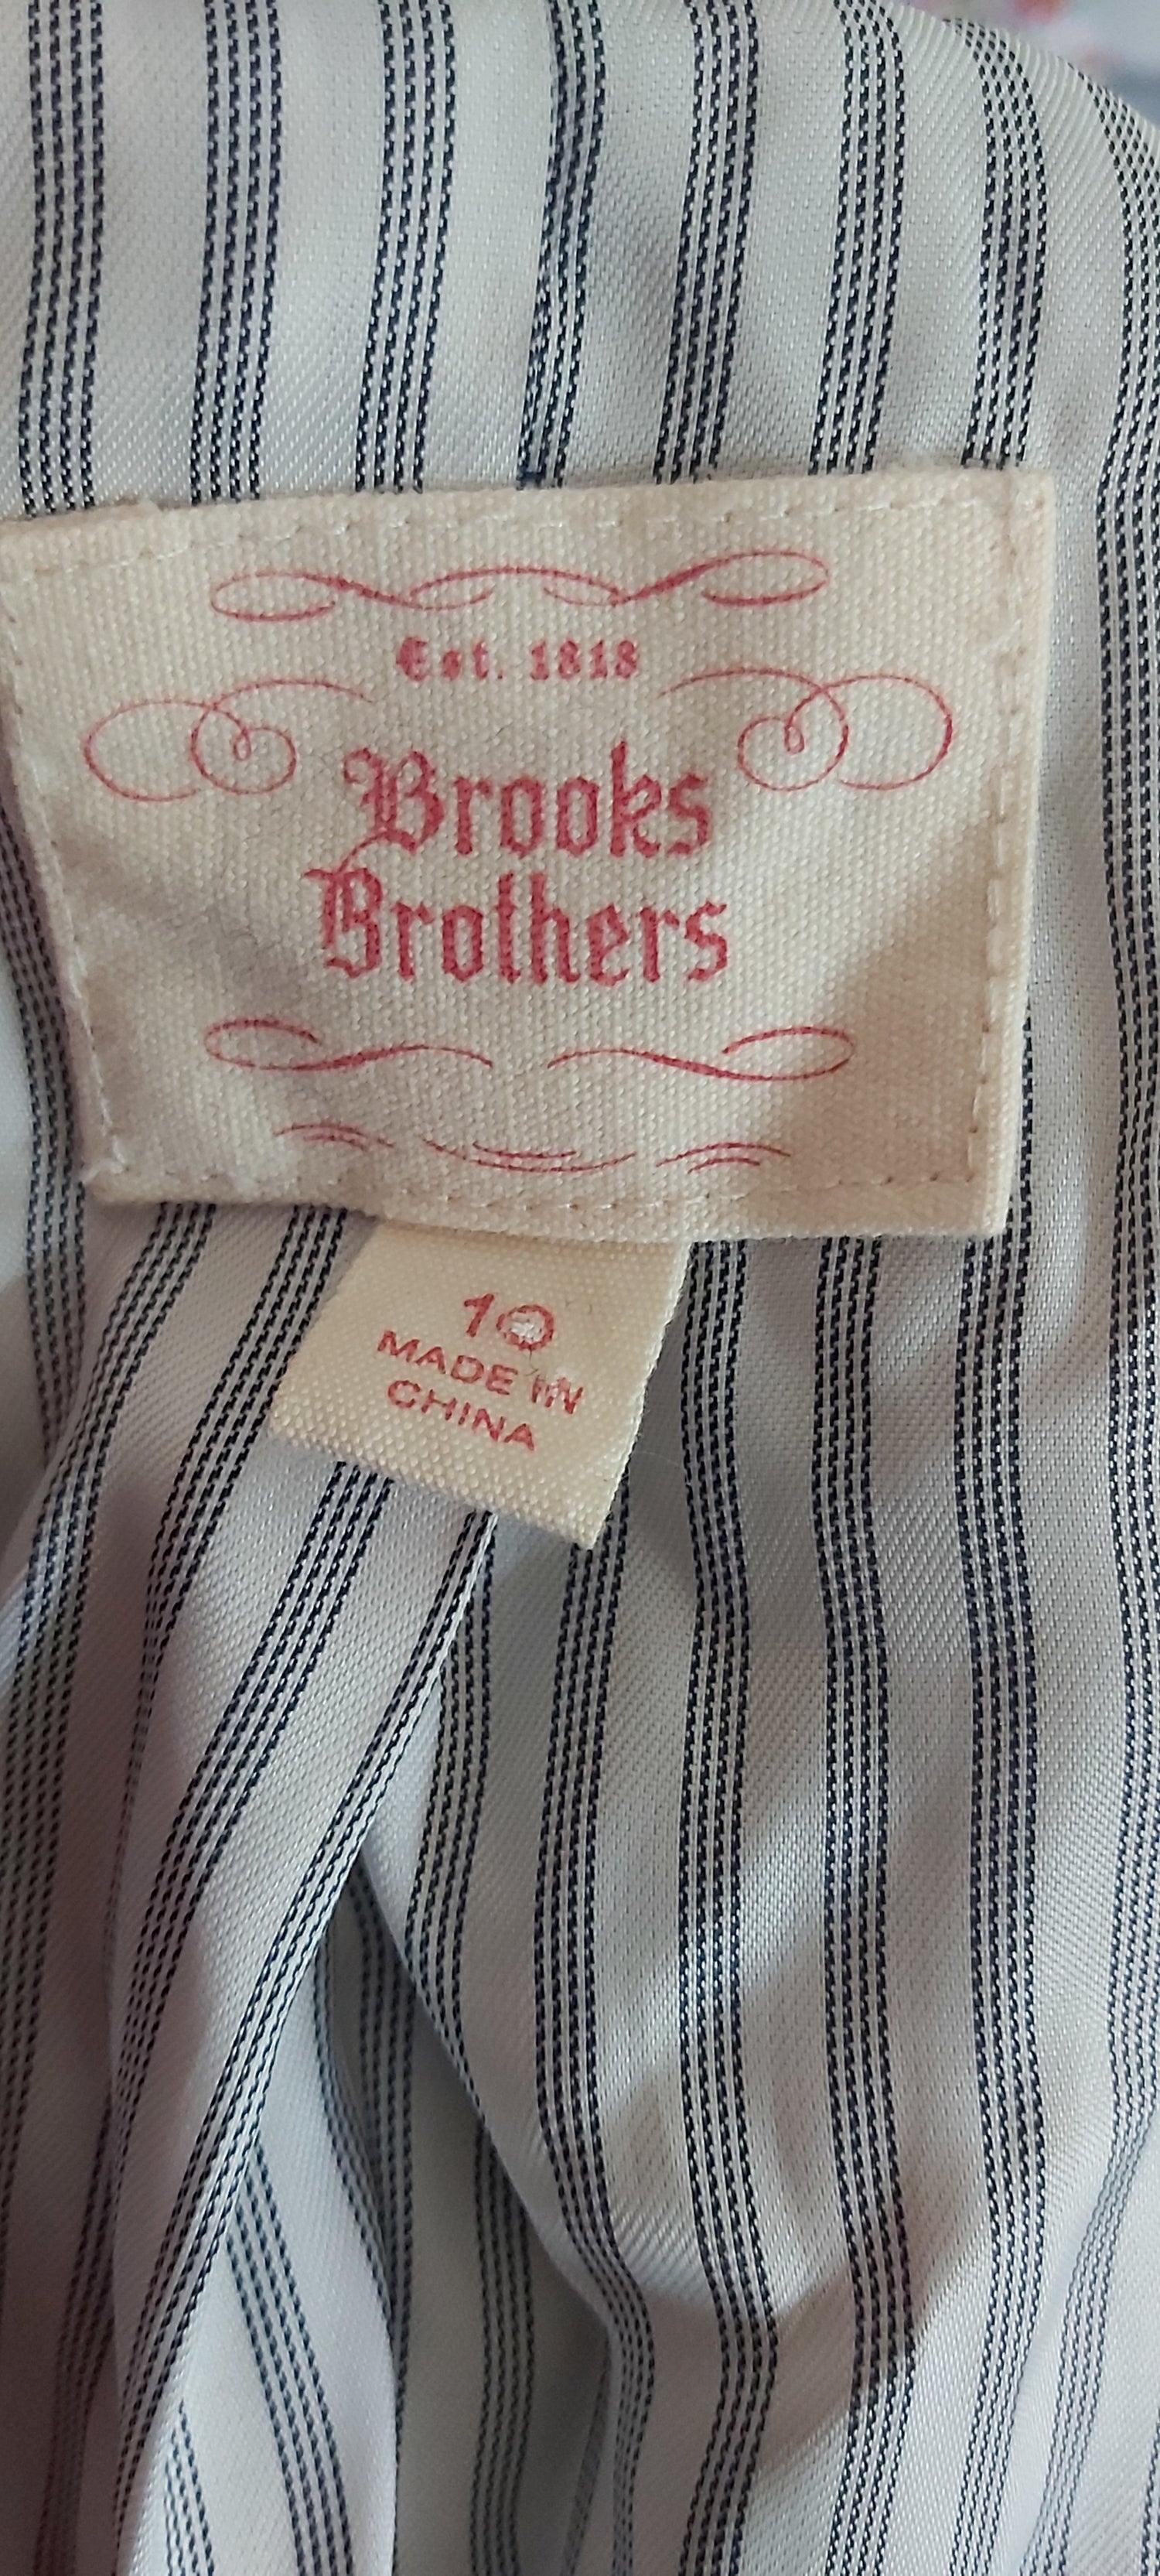 Est. 1818
Brooks
Brothers
10
MADE IN
CHINA